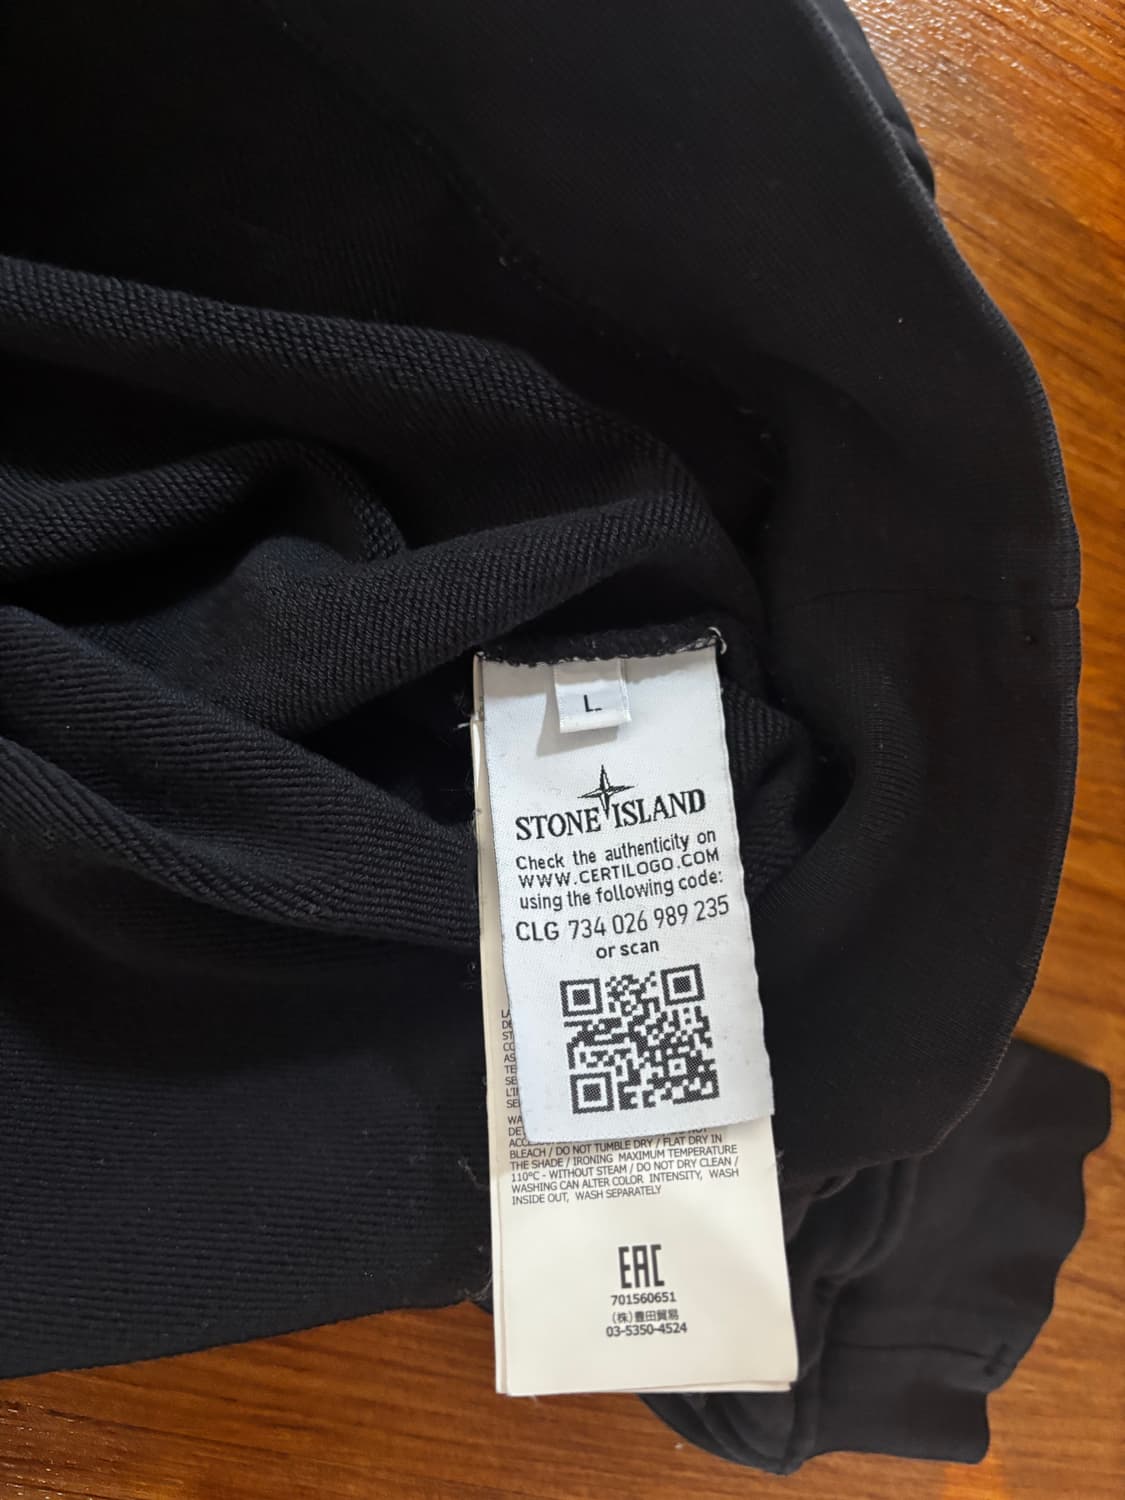 L.
STONE ISLAND
Check the authenticity on
WWW.CERTILOGO.COM
using the following code:
CLG 734 026 989 235
or scan
BLEACH / DO NOT TUMBLE DRY / FLAT DRY IN
THE SHADE / IRONING MAXIMUM TEMPERATURE
110°C - WITHOUT STEAM / DO NOT DRY CLEAN /
WASHING CAN ALTER COLOR INTENSITY, WASH
INSIDE OUT, WASH SEPARATELY
EAC
701560651
(株)豊田貿易
03-5350-4524